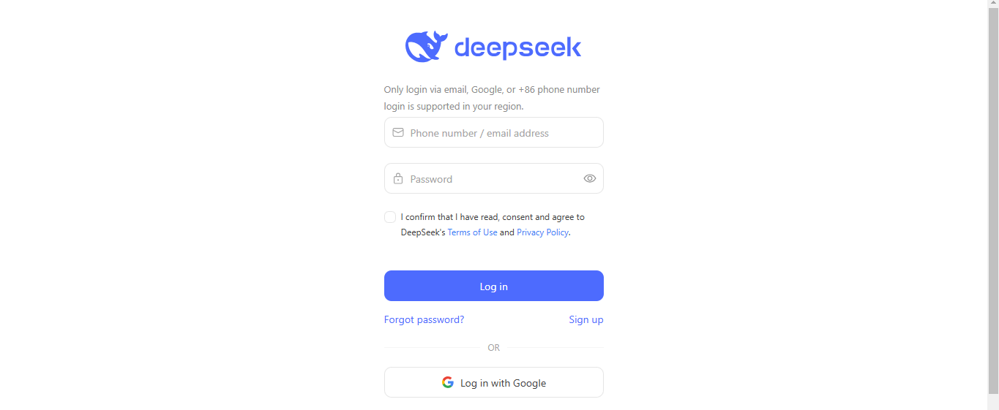 deepseek
Only login via email, Google, or +86 phone number
login is supported in your region.
Phone number / email address
Password
I confirm that I have read, consent and agree to
DeepSeek's Terms of Use and Privacy Policy.
Log in
Forgot password?
Sign up
OR
Log in with Google